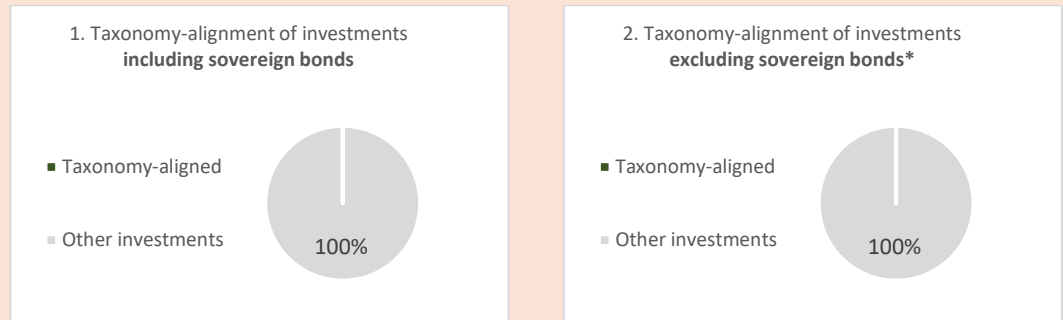 1. Taxonomy-alignment of investments
including sovereign bonds
Taxonomy-aligned
Other investments
100%
2. Taxonomy-alignment of investments
excluding sovereign bonds*
Taxonomy-aligned
Other investments
100%